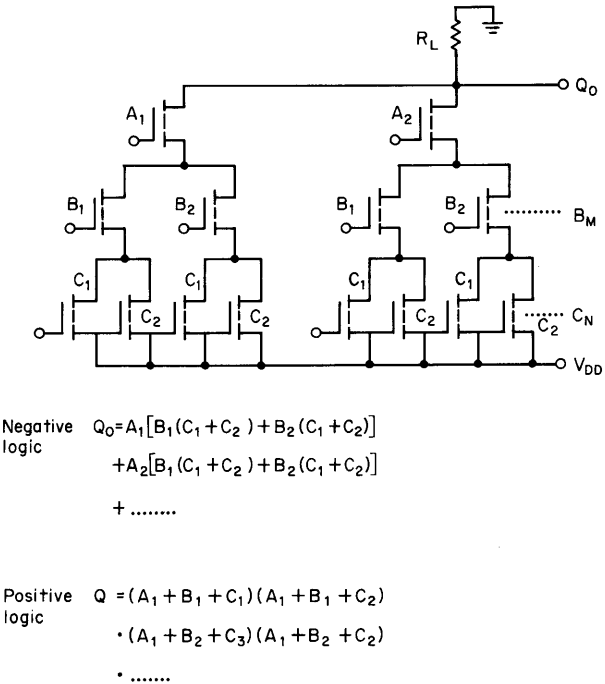 R_L
Q_O
A_1
A_2
B_1
B_2
B_1
B_2 ........... B_M
C_1
C_1
C_1
C_1
C_2
C_2
C_2
C_2 ...... C_N
V_DD
Negative logic
Q_O=A_1[B_1(C_1+C_2)+B_2(C_1+C_2)]
+A_2[B_1(C_1+C_2)+B_2(C_1+C_2)]
+ ........
Positive logic
Q =(A_1+B_1+C_1)(A_1+B_1+C_2)
·(A_1+B_2+C_3)(A_1+B_2+C_2)
· .......